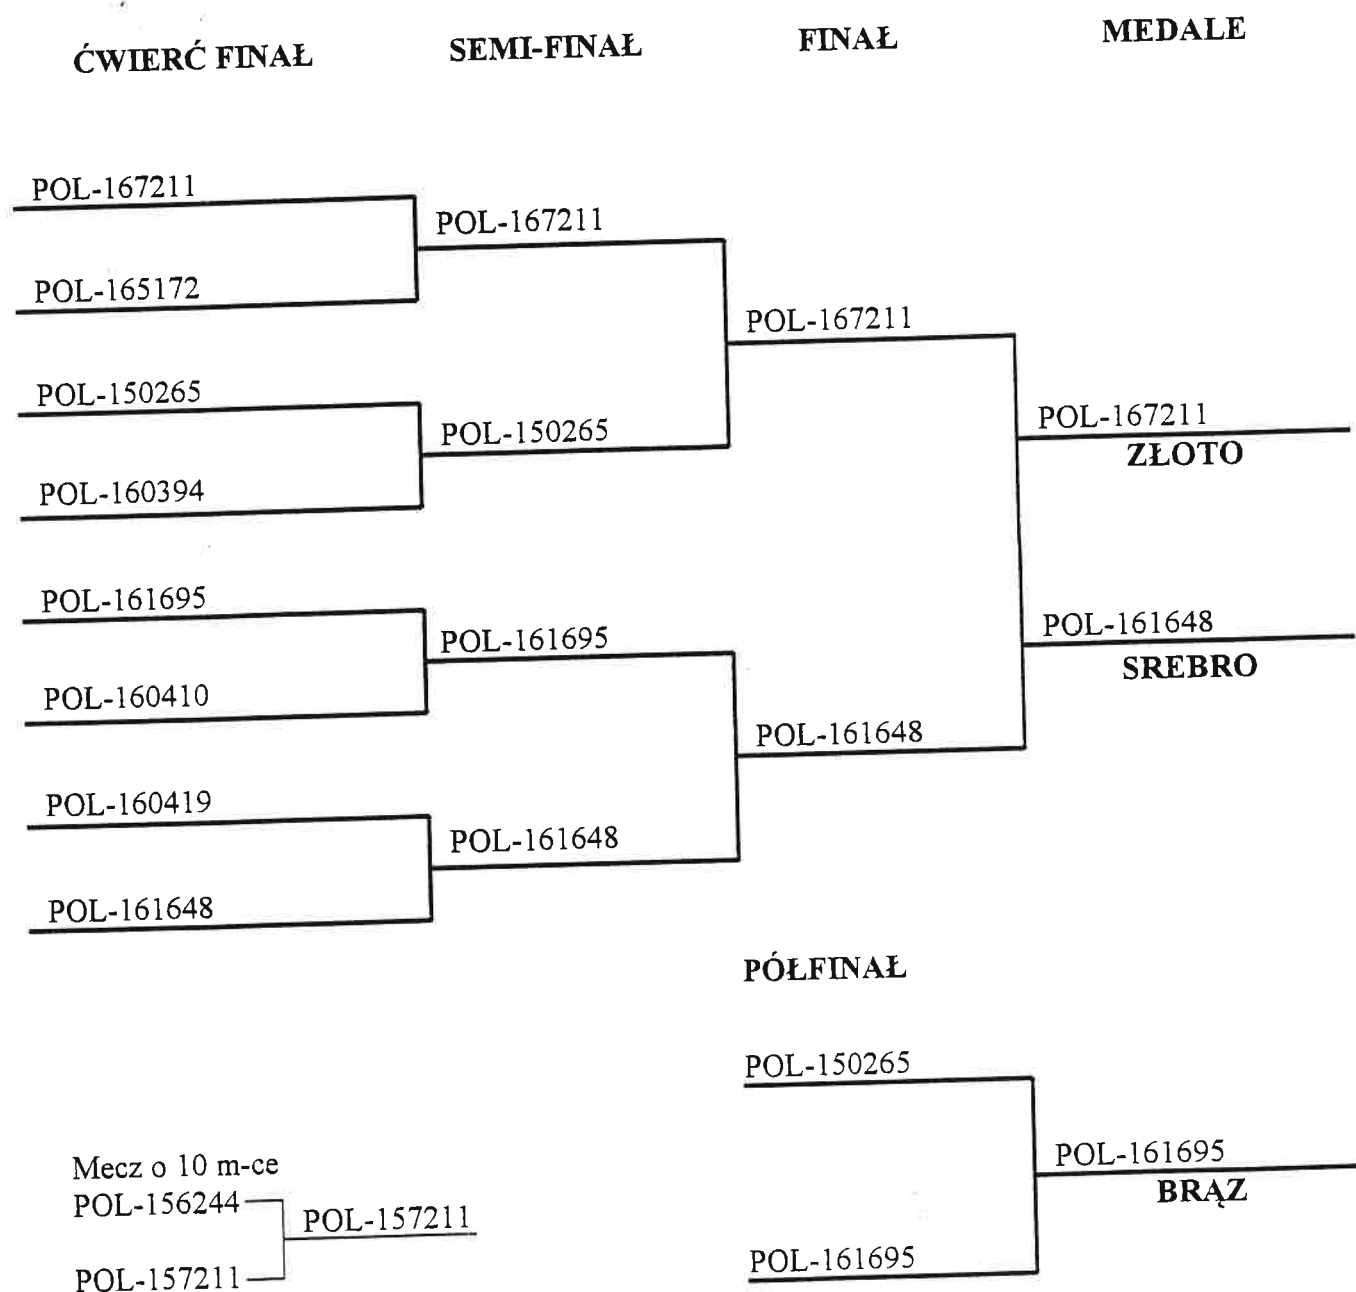 ĆWIERĆ FINAŁ
SEMI-FINAŁ
FINAŁ
MEDALE
POL-167211
POL-165172
POL-150265
POL-160394
POL-161695
POL-160410
POL-160419
POL-161648
POL-167211
POL-150265
POL-161695
POL-161648
POL-167211
POL-161648
POL-167211
ZŁOTO
POL-161648
SREBRO
PÓŁFINAŁ
POL-150265
POL-161695
POL-161695
BRĄZ
Mecz o 10 m-ce
POL-156244
POL-157211
POL-157211